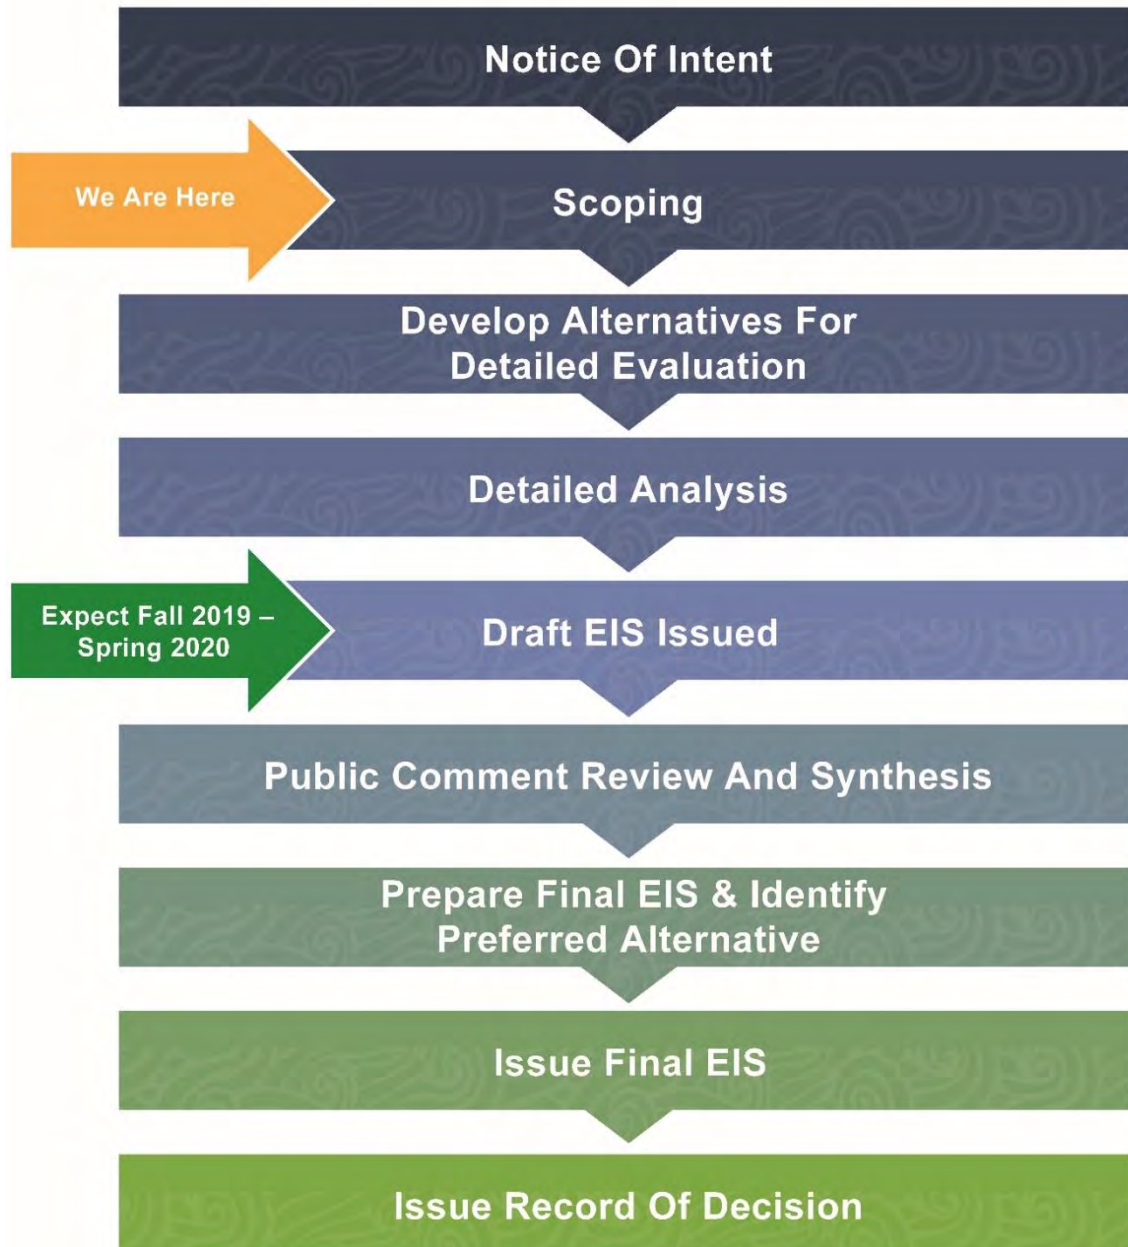 Notice Of Intent
We Are Here
Scoping
Develop Alternatives For
Detailed Evaluation
Detailed Analysis
Expect Fall 2019 –
Spring 2020
Draft EIS Issued
Public Comment Review And Synthesis
Prepare Final EIS & Identify
Preferred Alternative
Issue Final EIS
Issue Record Of Decision